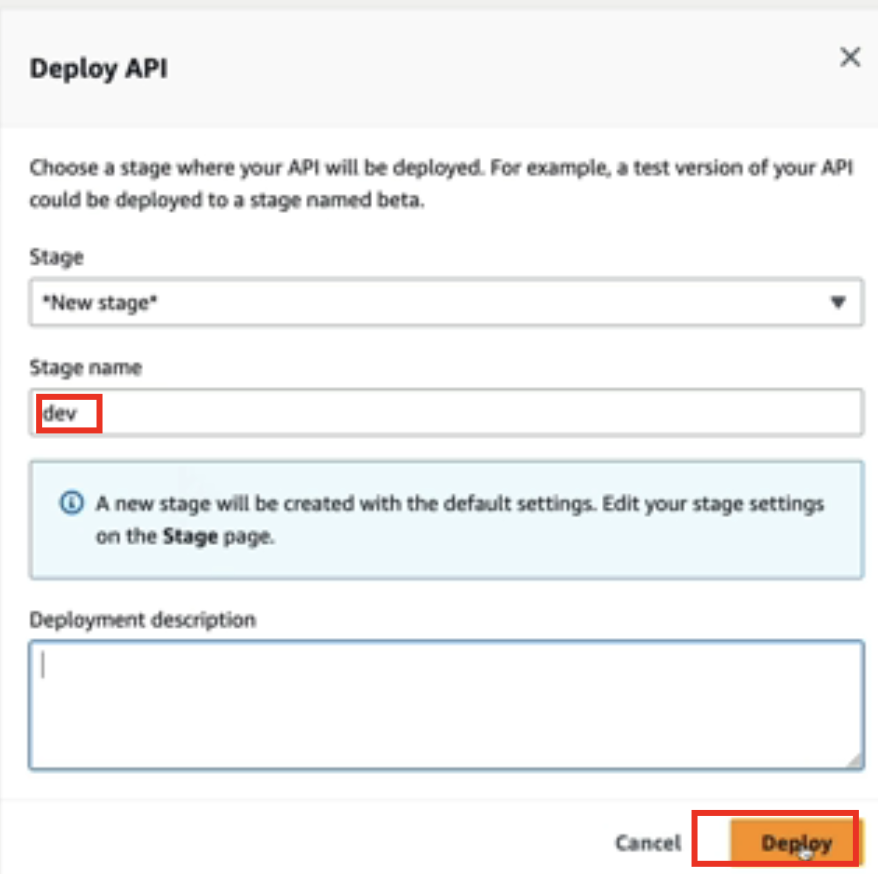 Deploy API
Choose a stage where your API will be deployed. For example, a test version of your API
could be deployed to a stage named beta.
Stage
*New stage*
Stage name
dev
A new stage will be created with the default settings. Edit your stage settings
on the Stage page.
Deployment description
Cancel
Deploy